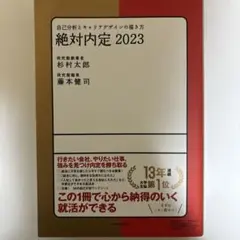 自己分析とキャリアデザインの描き方
絶対内定 2023
杉村太郎
藤本健司
行きたい会社、やりたい仕事、
強みを見つけ内定を勝ち取る
13年連続
第1位
この1冊で心から納得のいく
就活ができる